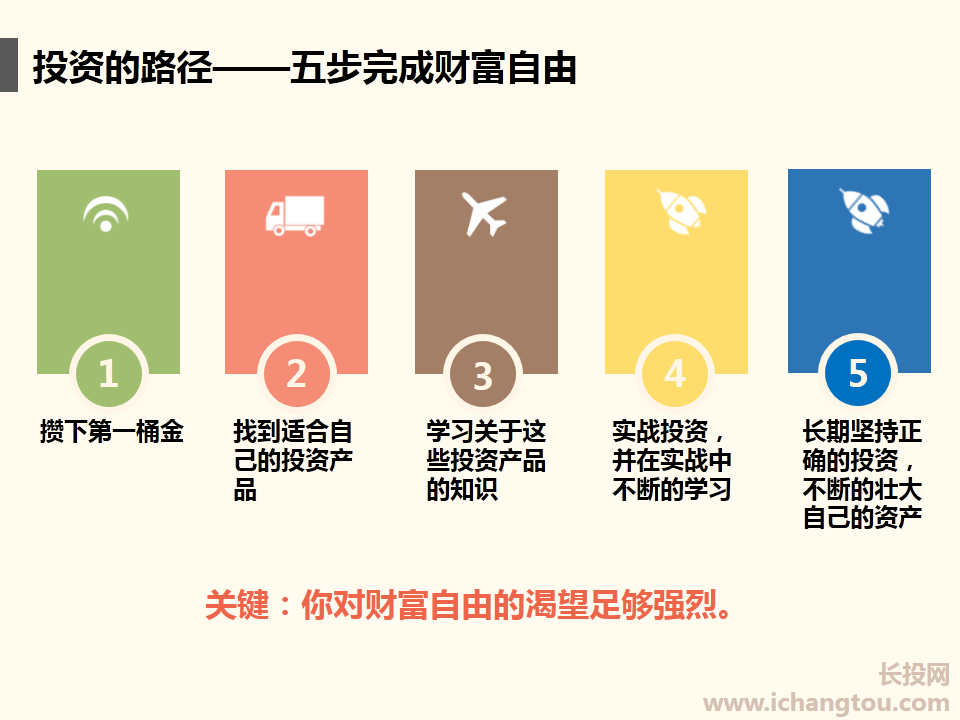 投资的路径——五步完成财富自由
1
2
3
4
5
攒下第一桶金
找到适合自
己的投资产
品
学习关于这
些投资产品
的知识
实战投资，
并在实战中
不断的学习
长期坚持正
确的投资，
不断的壮大
自己的资产
关键：你对财富自由的渴望足够强烈。
长投网
www.ichangtou.com